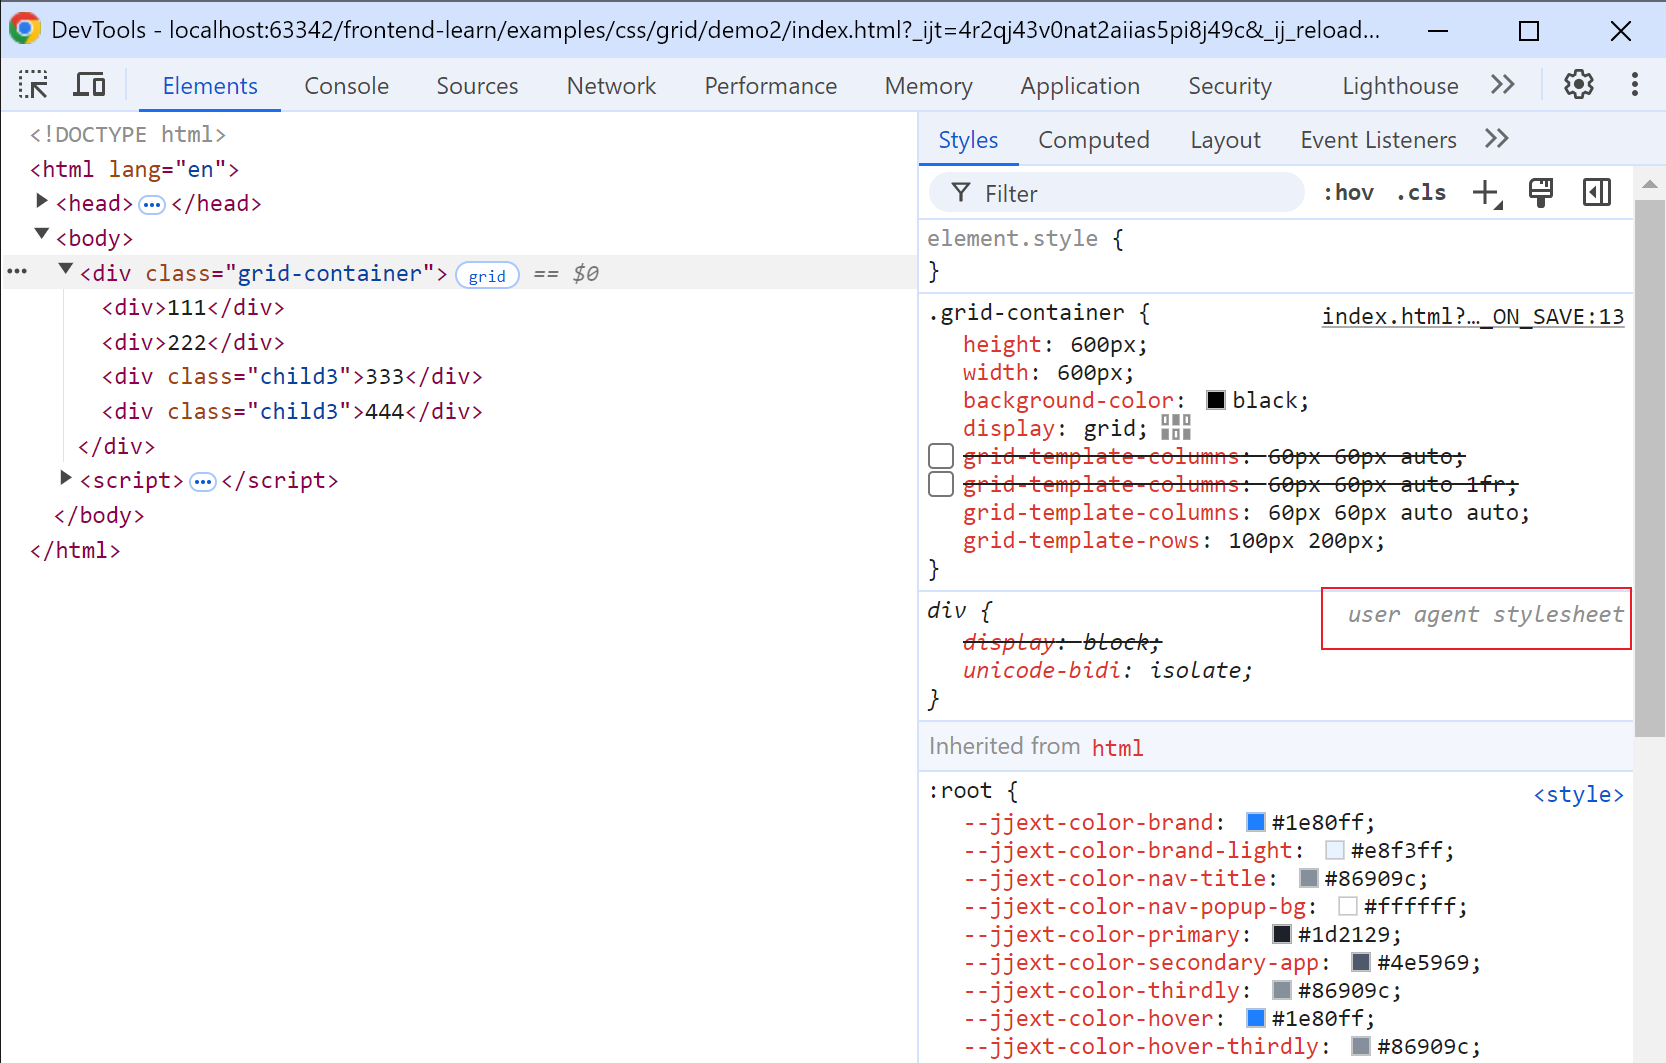 DevTools - localhost:63342/frontend-learn/examples/css/grid/demo2/index.html?_ijt=4r2qj43v0nat2aiias5pi8j49c&_ij_reload...
Elements Console Sources Network Performance Memory Application Security Lighthouse
<!DOCTYPE html>
<html lang="en">
<head> ... </head>
<body>
... <div class="grid-container"> grid == $0
<div>111</div>
<div>222</div>
<div class="child3">333</div>
<div class="child3">444</div>
</div>
<script> ... </script>
</body>
</html>
Styles Computed Layout Event Listeners
Filter :hov .cls
element.style {
}
.grid-container { index.html?…_ON_SAVE:13
height: 600px;
width: 600px;
background-color: black;
display: grid;
grid-template-columns: 60px 60px auto;
grid-template-columns: 60px 60px auto 1fr;
grid-template-columns: 60px 60px auto auto;
grid-template-rows: 100px 200px;
}
div { user agent stylesheet
display: block;
unicode-bidi: isolate;
}
Inherited from html
:root { <style>
--jjext-color-brand: #1e80ff;
--jjext-color-brand-light: #e8f3ff;
--jjext-color-nav-title: #86909c;
--jjext-color-nav-popup-bg: #ffffff;
--jjext-color-primary: #1d2129;
--jjext-color-secondary-app: #4e5969;
--jjext-color-thirdly: #86909c;
--jjext-color-hover: #1e80ff;
--jjext-color-hover-thirdly: #86909c;